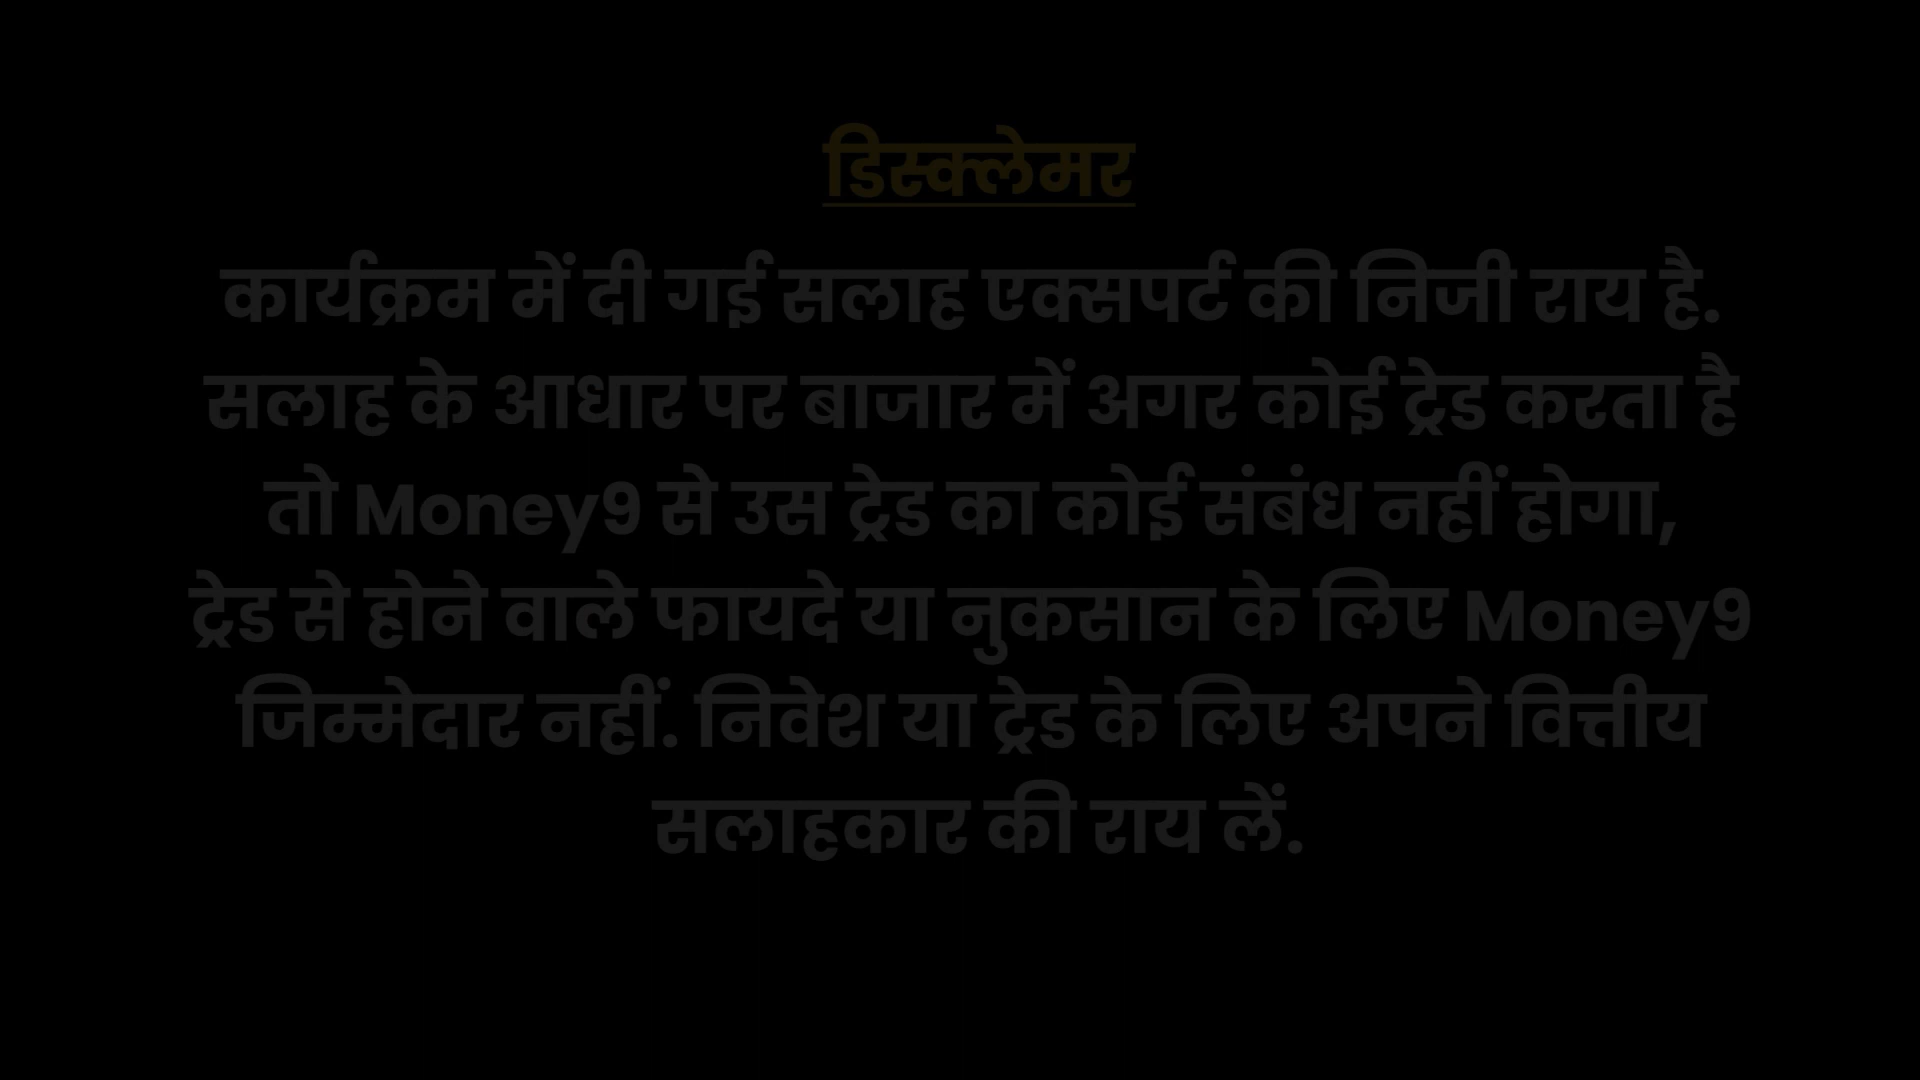 डिस्क्लेमर
कार्यक्रम में दी गई सलाह एक्सपर्ट की निजी राय है.
सलाह के आधार पर बाजार में अगर कोई ट्रेड करता है
तो Money9 से उस ट्रेड का कोई संबंध नहीं होगा,
ट्रेड से होने वाले फायदे या नुकसान के लिए Money9
जिम्मेदार नहीं. निवेश या ट्रेड के लिए अपने वित्तीय
सलाहकार की राय लें.